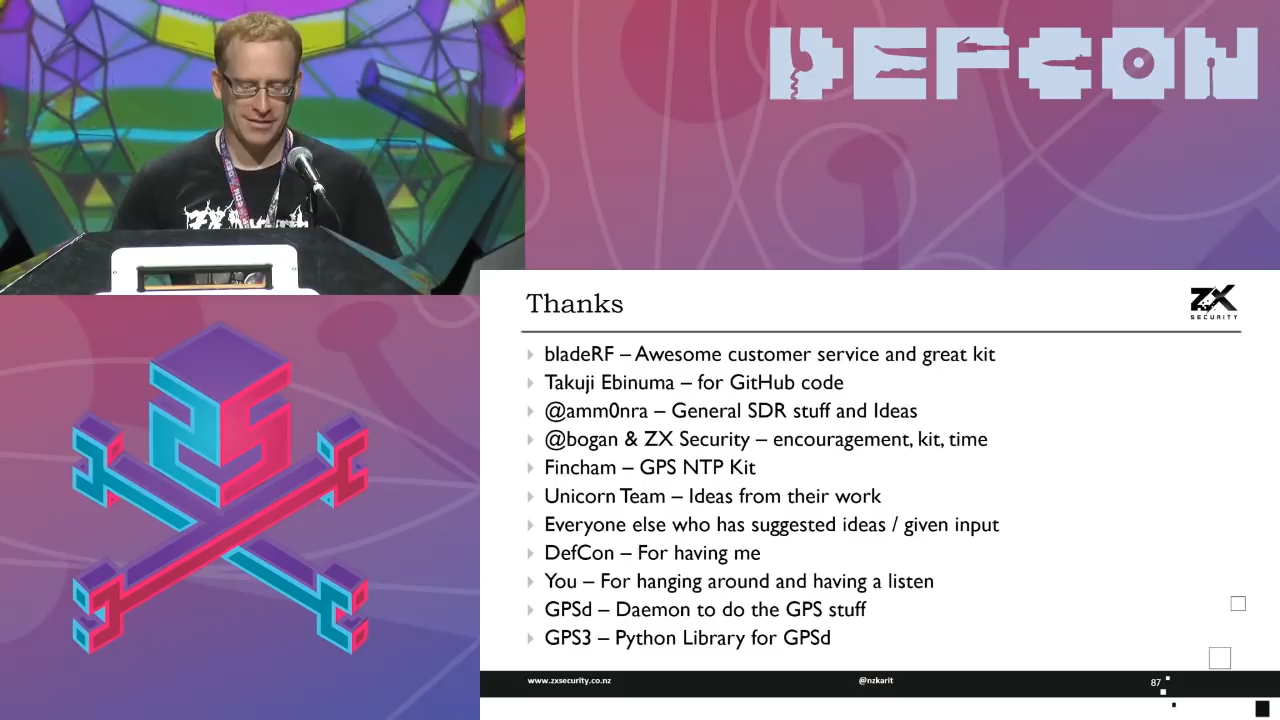 DEFCON
Thanks
ZX
SECURITY
bladeRF – Awesome customer service and great kit
Takuji Ebinuma – for GitHub code
@amm0nra – General SDR stuff and Ideas
@bogan & ZX Security – encouragement, kit, time
Fincham – GPS NTP Kit
Unicorn Team – Ideas from their work
Everyone else who has suggested ideas / given input
DefCon – For having me
You – For hanging around and having a listen
GPSd – Daemon to do the GPS stuff
GPS3 – Python Library for GPSd
www.zxsecurity.co.nz
@nzkarit
87